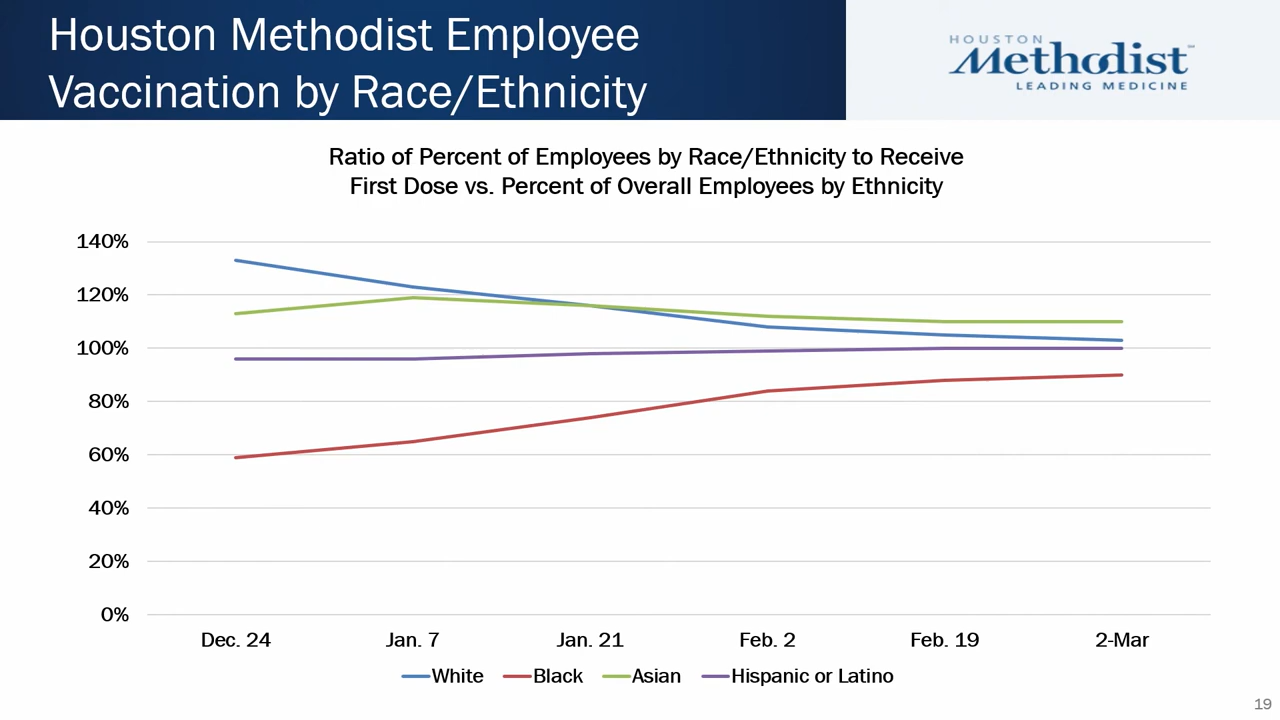 Houston Methodist Employee
Vaccination by Race/Ethnicity
HOUSTON
Methodist
SM
LEADING MEDICINE
Ratio of Percent of Employees by Race/Ethnicity to Receive
First Dose vs. Percent of Overall Employees by Ethnicity
140%
120%
100%
80%
60%
40%
20%
0%
Dec. 24 Jan. 7 Jan. 21 Feb. 2 Feb. 19 2-Mar
White Black Asian Hispanic or Latino
19